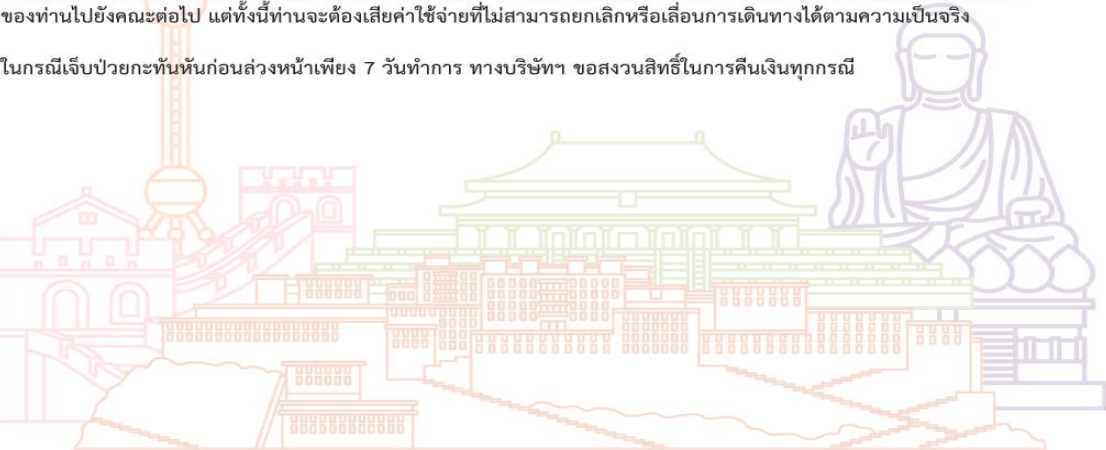 ของท่านไปยังคณะต่อไป แต่ทั้งนี้ท่านจะต้องเสียค่าใช้จ่ายที่ไม่สามารถยกเลิกหรือเลื่อนการเดินทางได้ตามความเป็นจริง
ในกรณีเจ็บป่วยกะทันหันก่อนล่วงหน้าเพียง 7 วันทำการ ทางบริษัทฯ ขอสงวนสิทธิ์ในการคืนเงินทุกกรณี